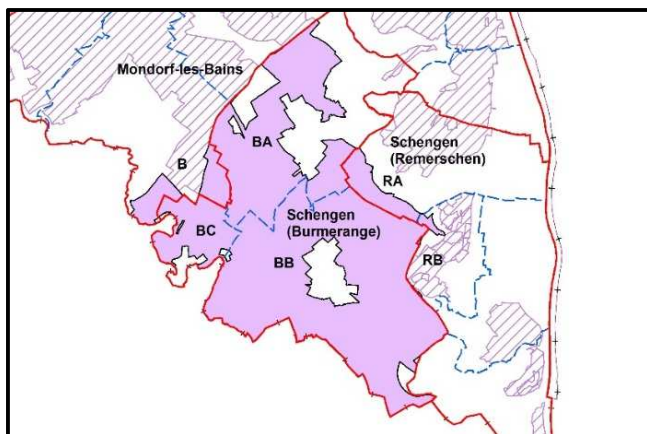 Mondorf-les-Bains
BA
Schengen
(Remerschen)
B
RA
Schengen
(Burmerange)
BC
BB
RB